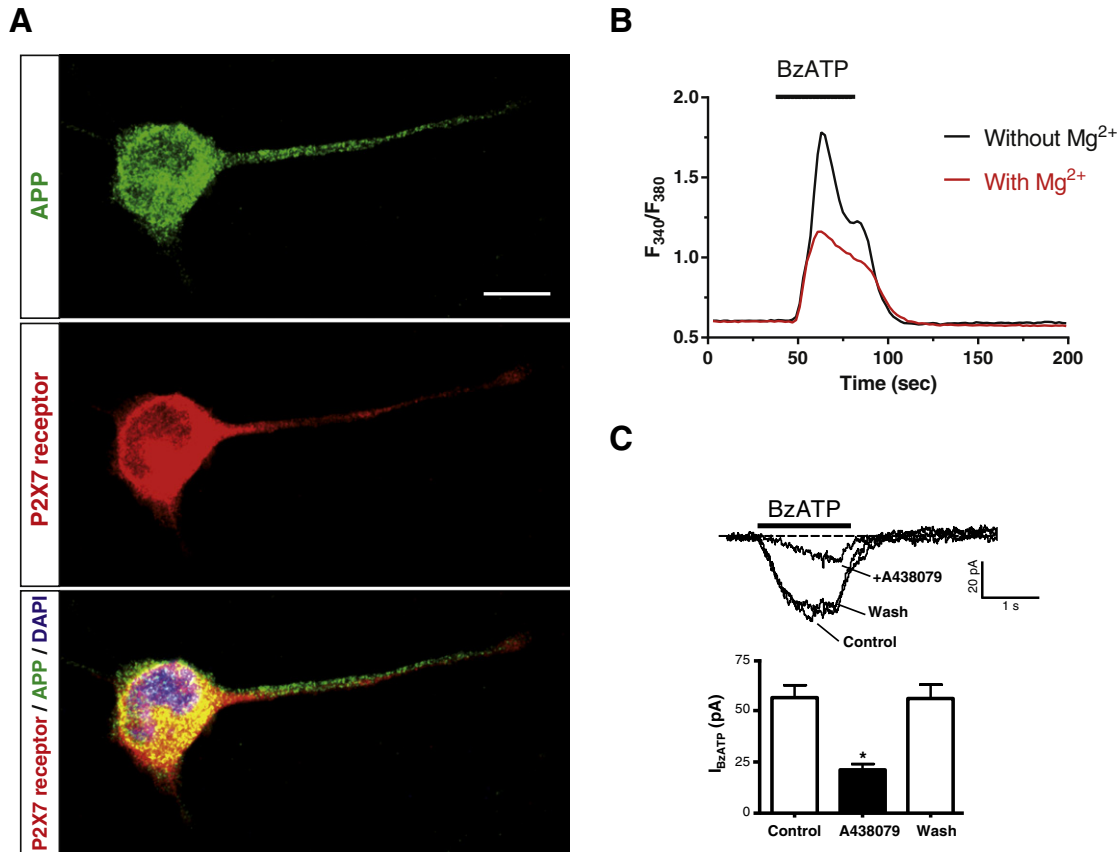 A
APP
P2X7 receptor
P2X7 receptor / APP / DAPI
B
BzATP
2.0
1.5
1.0
0.5
F340/F380
0
50
100
150
200
Time (sec)
Without Mg2+
With Mg2+
C
BzATP
+A438079
Wash
Control
20 pA
1 s
75
50
25
0
IBzATP (pA)
*
Control
A438079
Wash